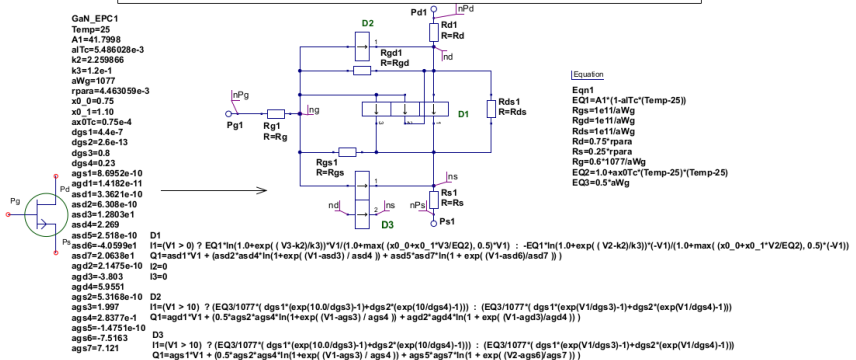 GaN_EPC1
Temp=25
A1=41.7998
alTc=5.486028e-3
k2=2.259866
k3=1.2e-1
aWg=1077
rpara=4.463059e-3
x0_0=0.75
x0_1=1.10
ax0Tc=0.75e-4
dgs1=4.4e-7
dgs2=2.6e-13
dgs3=0.8
dgs4=0.23
ags1=8.6952e-10
agd1=1.4182e-11
asd1=3.3621e-10
asd2=6.308e-10
asd3=1.2803e1
asd4=2.269
asd5=2.518e-10
asd6=-4.0599e1
asd7=2.0638e1
agd2=2.1475e-10
agd3=-3.803
agd4=5.9551
ags2=5.3168e-10
ags3=1.997
ags4=2.8377e-1
ags5=-1.4751e-10
ags6=-7.5163
ags7=7.121
Pd
Pg
Ps
Pd1
nPd
Rd1
R=Rd
nd
D2
1
Rgd1
R=Rgd
nPg
Pg1
Rg1
R=Rg
ng
D1
3
2
1
Rds1
R=Rds
Rgs1
R=Rgs
nd
1
2
ns
D3
ns
Rs1
R=Rs
nPs
Ps1
Equation
Eqn1
EQ1=A1*(1-alTc*(Temp-25))
Rgs=1e11/aWg
Rgd=1e11/aWg
Rds=1e11/aWg
Rd=0.75*rpara
Rs=0.25*rpara
Rg=0.6*1077/aWg
EQ2=1.0+ax0Tc*(Temp-25)*(Temp-25)
EQ3=0.5*aWg
D1
I1=(V1 > 0) ? EQ1*ln(1.0+exp( ( V3-k2)/k3))*V1/(1.0+max( (x0_0+x0_1*V3/EQ2), 0.5)*V1) : -EQ1*ln(1.0+exp( ( V2-k2)/k3))*(-V1)/(1.0+max( (x0_0+x0_1*V2/EQ2), 0.5)*(-V1))
Q1=asd1*V1 + (asd2*asd4*ln(1+exp( (V1-asd3) / asd4 )) + asd5*asd7*ln(1 + exp( (V1-asd6)/asd7 )) )
I2=0
I3=0
D2
I1=(V1 > 10) ? (EQ3/1077*( dgs1*(exp(10.0/dgs3)-1)+dgs2*(exp(10/dgs4)-1))) : (EQ3/1077*( dgs1*(exp(V1/dgs3)-1)+dgs2*(exp(V1/dgs4)-1)))
Q1=agd1*V1 + (0.5*ags2*ags4*ln(1+exp( (V1-ags3) / ags4 )) + agd2*agd4*ln(1 + exp( (V1-agd3)/agd4 )) )
D3
I1=(V1 > 10) ? (EQ3/1077*( dgs1*(exp(10.0/dgs3)-1)+dgs2*(exp(10/dgs4)-1))) : (EQ3/1077*( dgs1*(exp(V1/dgs3)-1)+dgs2*(exp(V1/dgs4)-1)))
Q1=ags1*V1 + (0.5*ags2*ags4*ln(1+exp( (V1-ags3) / ags4 )) + ags5*ags7*ln(1 + exp( (V2-ags6)/ags7 )) )